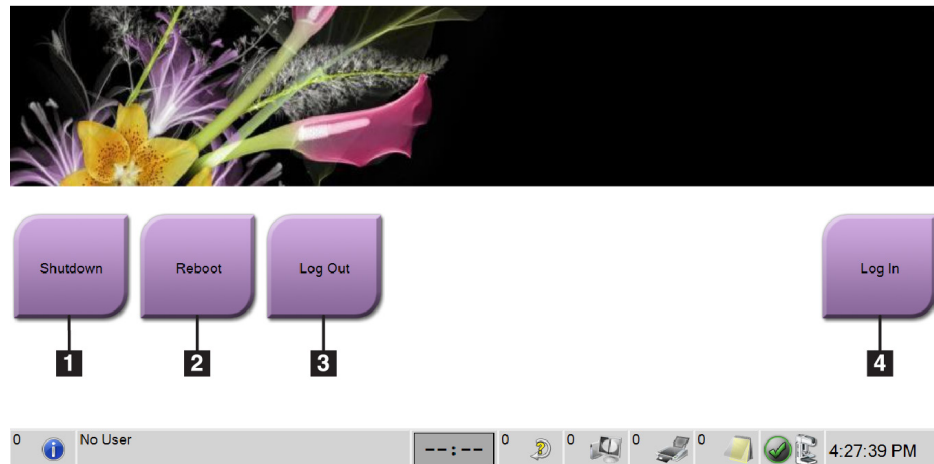 Shutdown
Reboot
Log Out
Log In
1
2
3
4
0
No User
--:--
0
0
0
0
4:27:39 PM